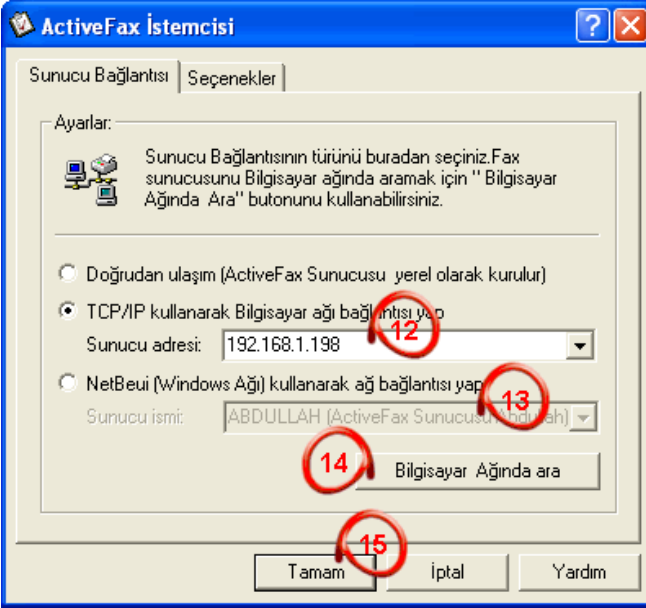 ActiveFax İstemcisi
Sunucu Bağlantısı
Seçenekler
Ayarlar:
Sunucu Bağlantısının türünü buradan seçiniz.Fax
sunucusunu Bilgisayar ağında aramak için " Bilgisayar
Ağında Ara" butonunu kullanabilirsiniz.
Doğrudan ulaşım (ActiveFax Sunucusu yerel olarak kurulur)
TCP/IP kullanarak Bilgisayar ağı bağlantısı yap
12
Sunucu adresi: 192.168.1.198
NetBeui (Windows Ağı) kullanarak ağ bağlantısı yap
13
Sunucu ismi: ABDULLAH (ActiveFax Sunucusu Abdullah)
14
Bilgisayar Ağında ara
15
Tamam
İptal
Yardım